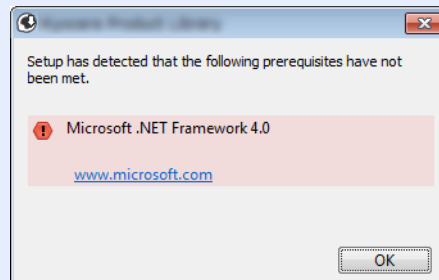 Setup has detected that the following prerequisites have not
been met.
Microsoft .NET Framework 4.0
www.microsoft.com
OK